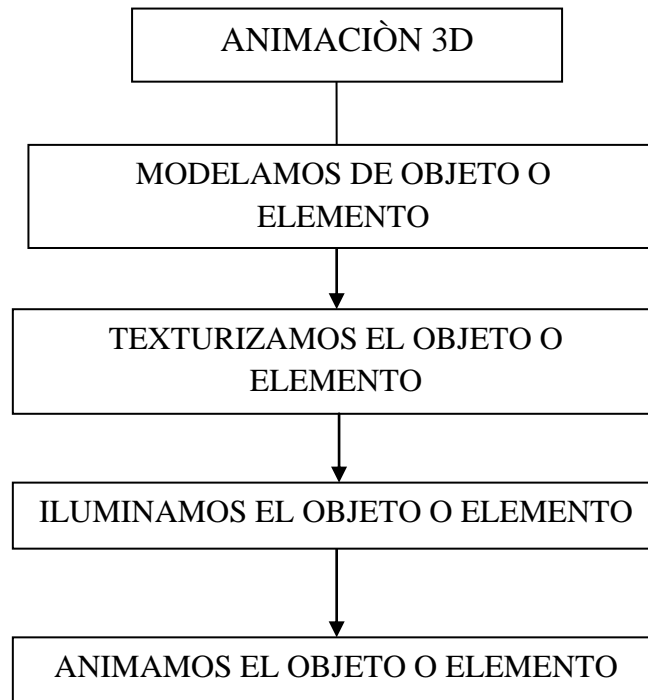 ANIMACIÒN 3D
MODELAMOS DE OBJETO O
ELEMENTO
TEXTURIZAMOS EL OBJETO O
ELEMENTO
ILUMINAMOS EL OBJETO O ELEMENTO
ANIMAMOS EL OBJETO O ELEMENTO